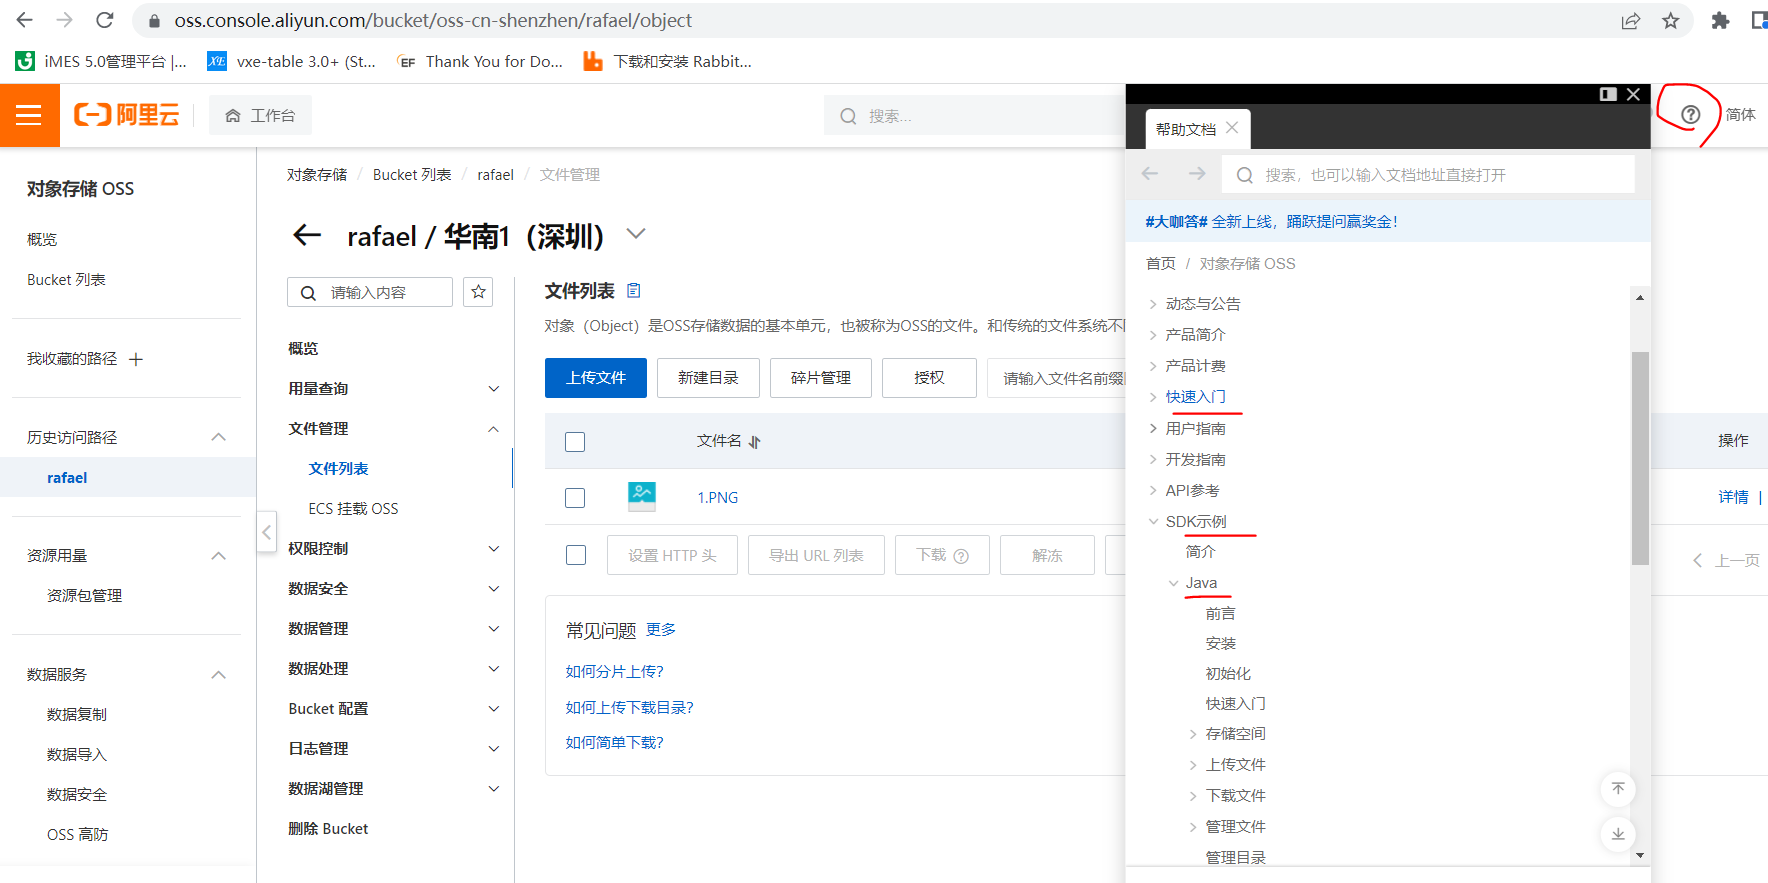 oss.console.aliyun.com/bucket/oss-cn-shenzhen/rafael/object
iMES 5.0管理平台 |...
XE vxe-table 3.0+ (St...
EF Thank You for Do...
下载和安装 Rabbit...
阿里云
工作台
搜索...
简体
对象存储 OSS
概览
Bucket 列表
我收藏的路径
历史访问路径
rafael
资源用量
资源包管理
数据服务
数据复制
数据导入
数据安全
OSS 高防
对象存储 / Bucket 列表 / rafael / 文件管理
rafael / 华南1（深圳）
请输入内容
概览
用量查询
文件管理
文件列表
ECS 挂载 OSS
权限控制
数据安全
数据管理
数据处理
Bucket 配置
日志管理
数据湖管理
删除 Bucket
文件列表
对象（Object）是OSS存储数据的基本单元，也被称为OSS的文件。和传统的文件系统不
上传文件
新建目录
碎片管理
授权
请输入文件名前缀
文件名
操作
1.PNG
详情 |
设置 HTTP 头
导出 URL 列表
下载
解冻
上一页
常见问题 更多
如何分片上传?
如何上传下载目录?
如何简单下载?
帮助文档
搜索，也可以输入文档地址直接打开
#大咖答# 全新上线，踊跃提问赢奖金！
首页 / 对象存储 OSS
动态与公告
产品简介
产品计费
快速入门
用户指南
开发指南
API参考
SDK示例
简介
Java
前言
安装
初始化
快速入门
存储空间
上传文件
下载文件
管理文件
管理目录